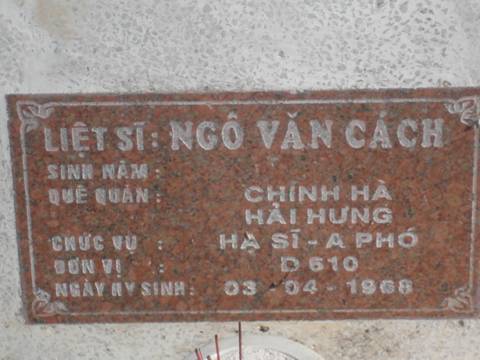 LIỆT SĨ: NGÔ VĂN CÁCH
SINH NĂM:
QUÊ QUÁN: CHÍNH HÀ
HẢI HƯNG
CHỨC VỤ : HẠ SĨ - A PHÓ
ĐƠN VỊ : D 610
NGÀY HY SINH: 03 - 04 - 1968